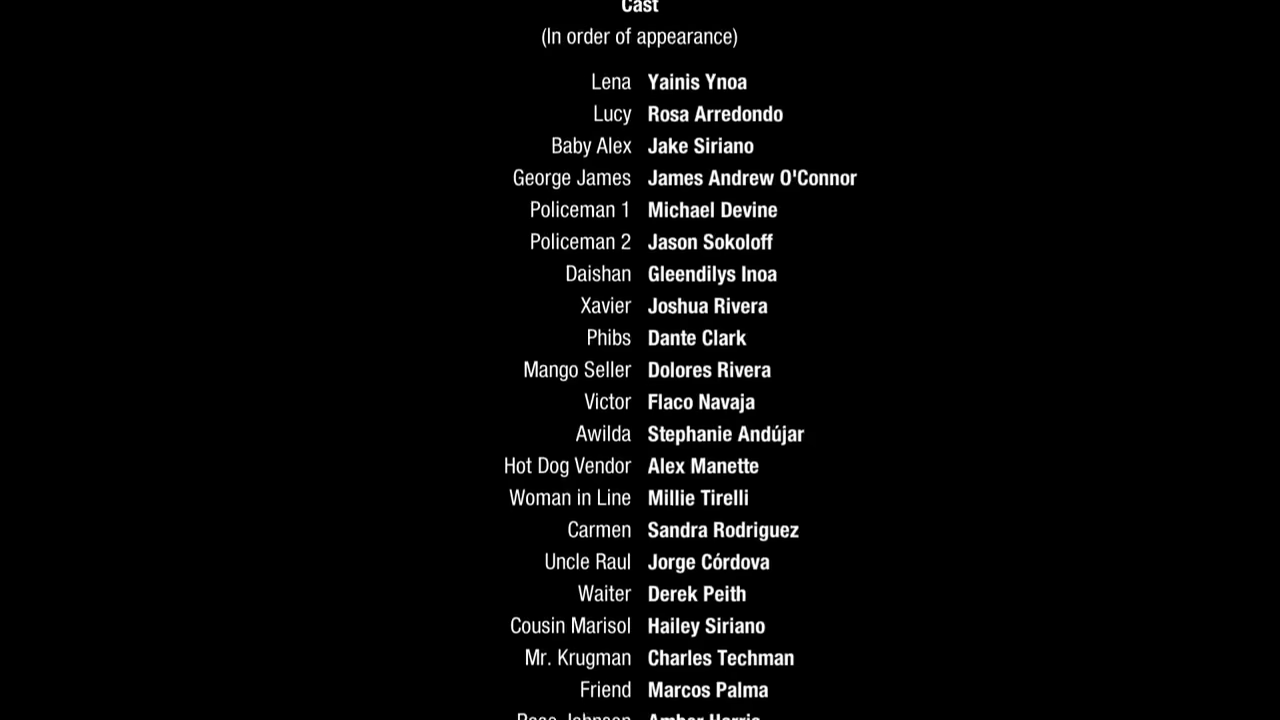 Cast
(In order of appearance)
Lena Yainis Ynoa
Lucy Rosa Arredondo
Baby Alex Jake Siriano
George James James Andrew O'Connor
Policeman 1 Michael Devine
Policeman 2 Jason Sokoloff
Daishan Gleendilys Inoa
Xavier Joshua Rivera
Phibs Dante Clark
Mango Seller Dolores Rivera
Victor Flaco Navaja
Awilda Stephanie Andújar
Hot Dog Vendor Alex Manette
Woman in Line Millie Tirelli
Carmen Sandra Rodriguez
Uncle Raul Jorge Córdova
Waiter Derek Peith
Cousin Marisol Hailey Siriano
Mr. Krugman Charles Techman
Friend Marcos Palma